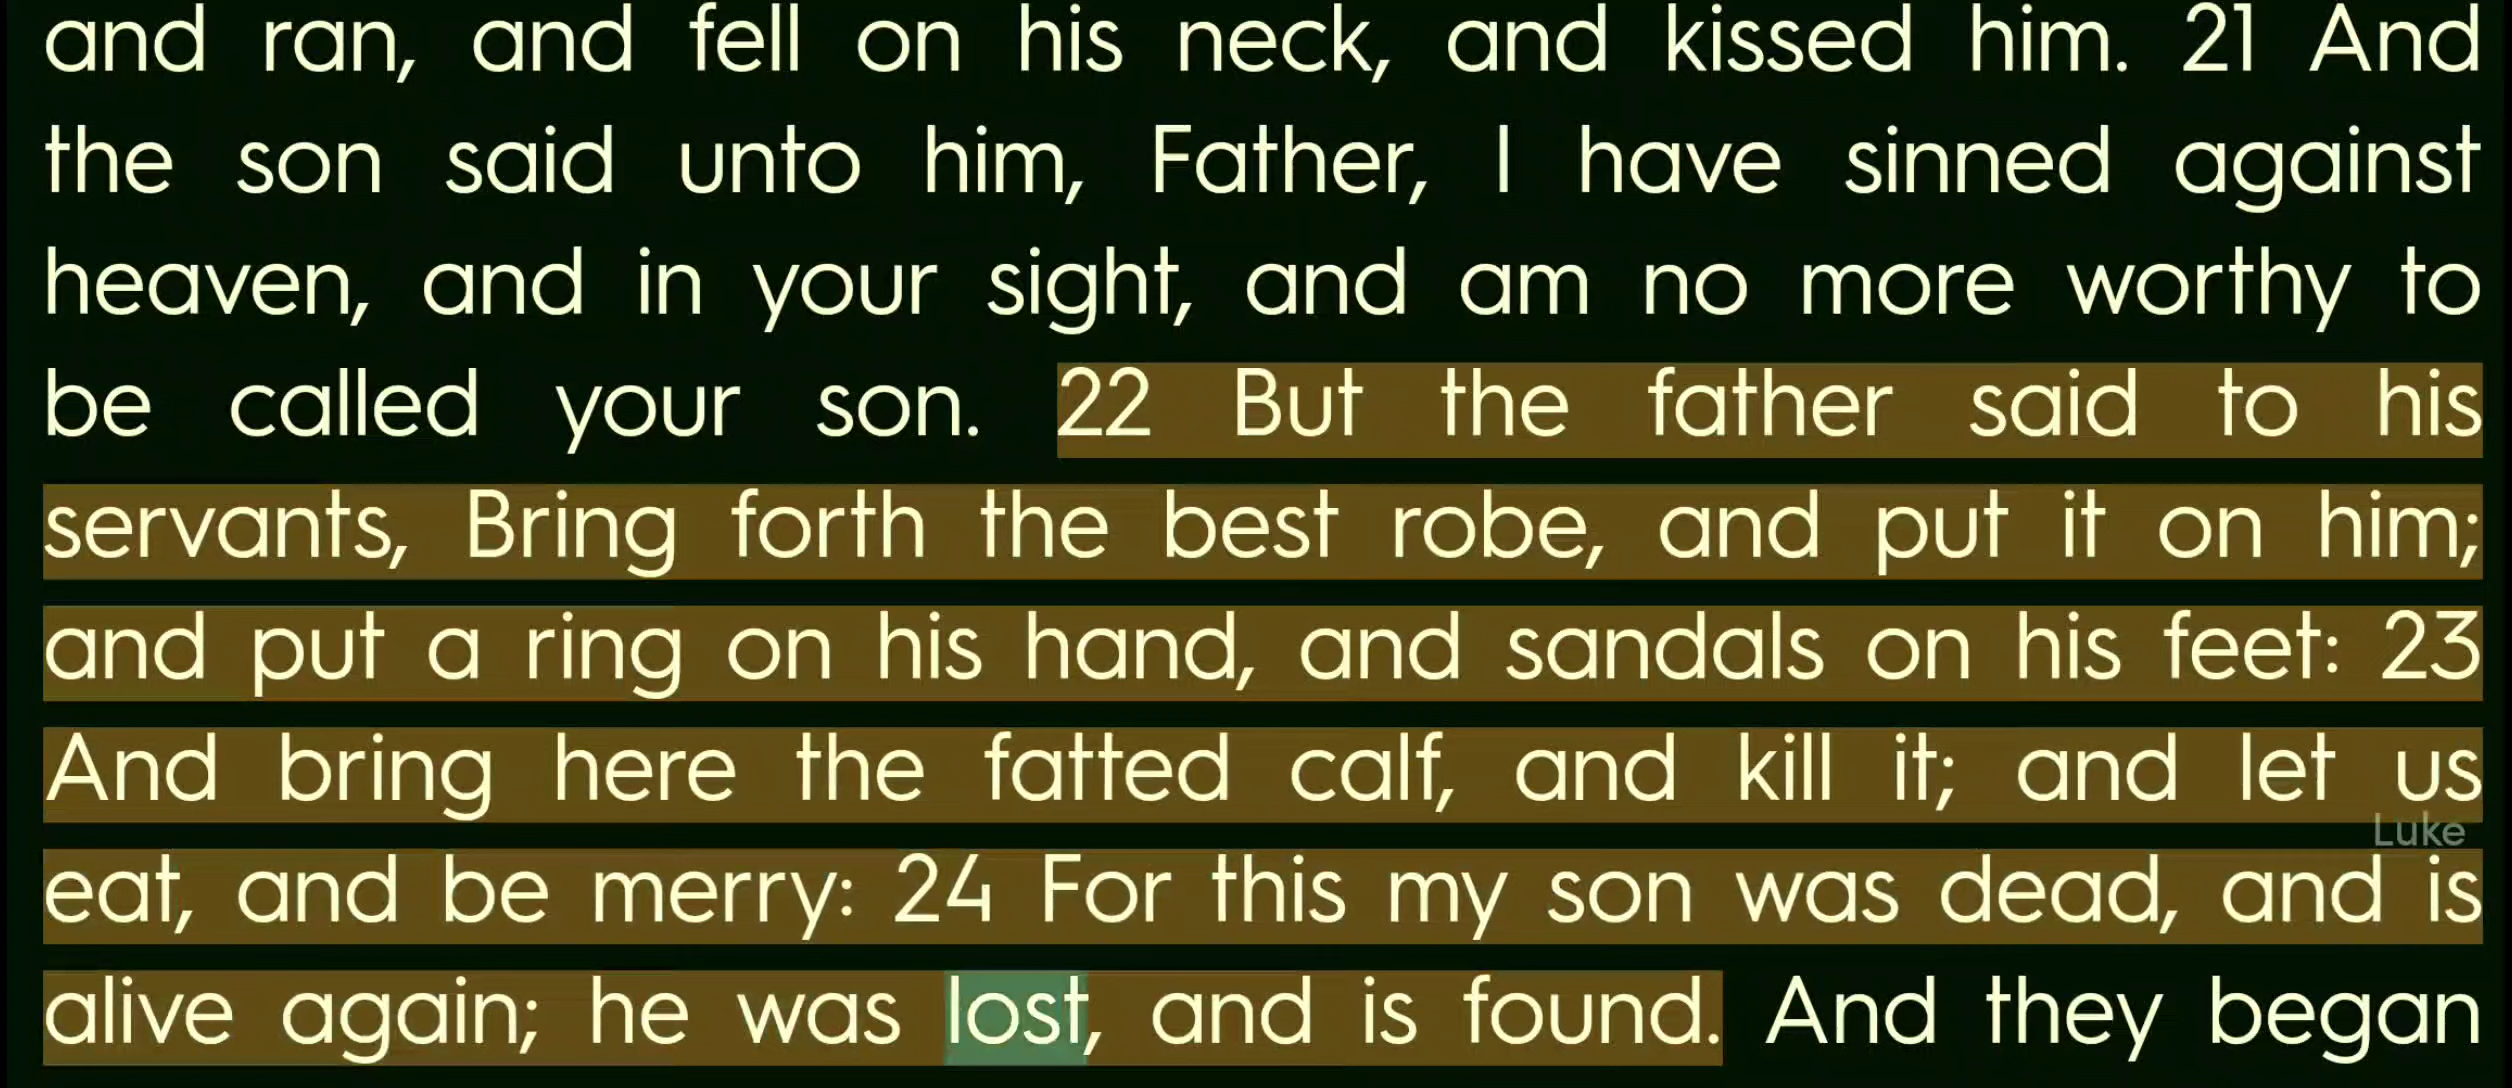 and ran, and fell on his neck, and kissed him. 21 And
the son said unto him, Father, I have sinned against
heaven, and in your sight, and am no more worthy to
be called your son. 22 But the father said to his
servants, Bring forth the best robe, and put it on him;
and put a ring on his hand, and sandals on his feet: 23
And bring here the fatted calf, and kill it; and let us
Luke
eat, and be merry: 24 For this my son was dead, and is
alive again; he was lost, and is found. And they began